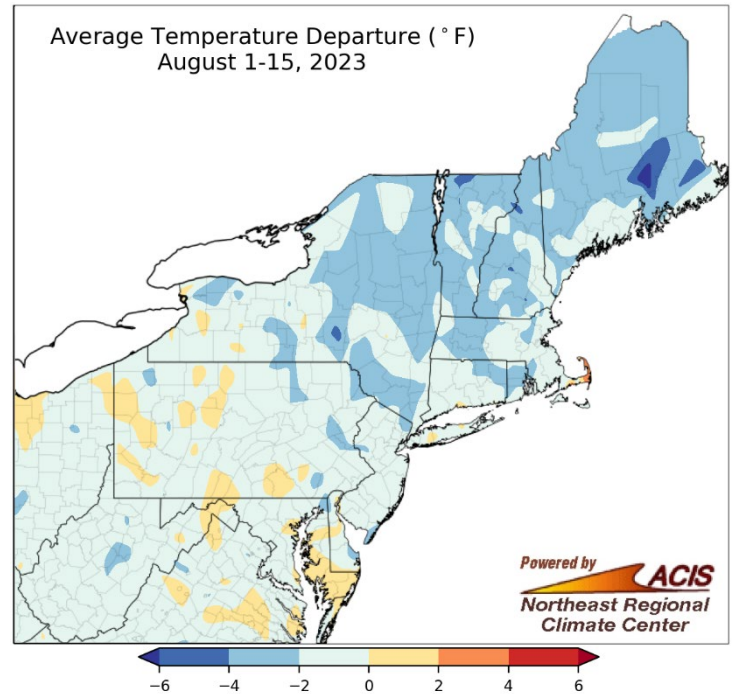 Average Temperature Departure (°F)
August 1-15, 2023
Powered by
ACIS
Northeast Regional
Climate Center
−6 −4 −2 0 2 4 6